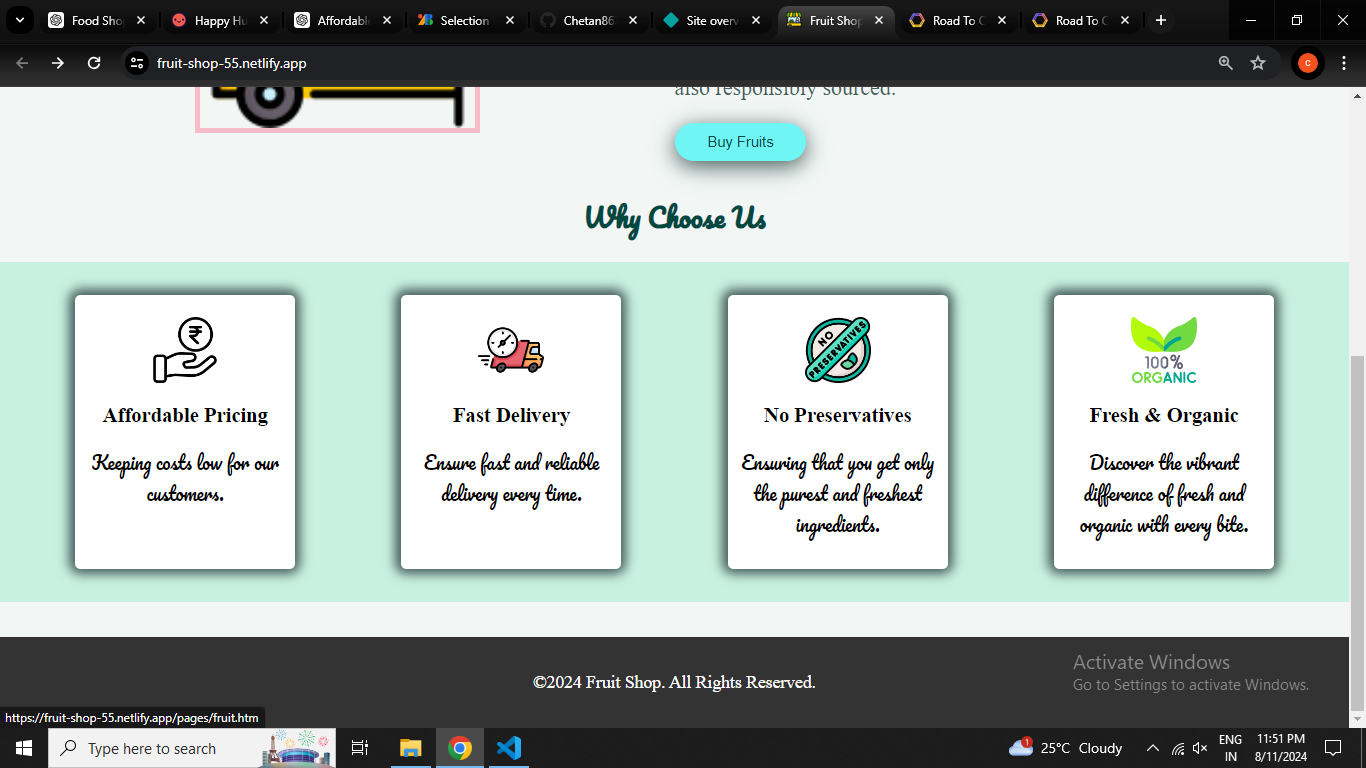 Food Shop
Happy Hu
Affordable
Selection
Chetan86
Site overv
Fruit Shop
Road To C
Road To C
fruit-shop-55.netlify.app
c
also responsibly sourced.
Buy Fruits
Why Choose Us
₹
NO PRESERVATIVES
100%
ORGANIC
Affordable Pricing
Fast Delivery
No Preservatives
Fresh & Organic
Keeping costs low for our
customers.
Ensure fast and reliable
delivery every time.
Ensuring that you get only
the purest and freshest
ingredients.
Discover the vibrant
difference of fresh and
organic with every bite.
©2024 Fruit Shop. All Rights Reserved.
Activate Windows
Go to Settings to activate Windows.
https://fruit-shop-55.netlify.app/pages/fruit.htm
Type here to search
1
25°C Cloudy
ENG
IN
11:51 PM
8/11/2024